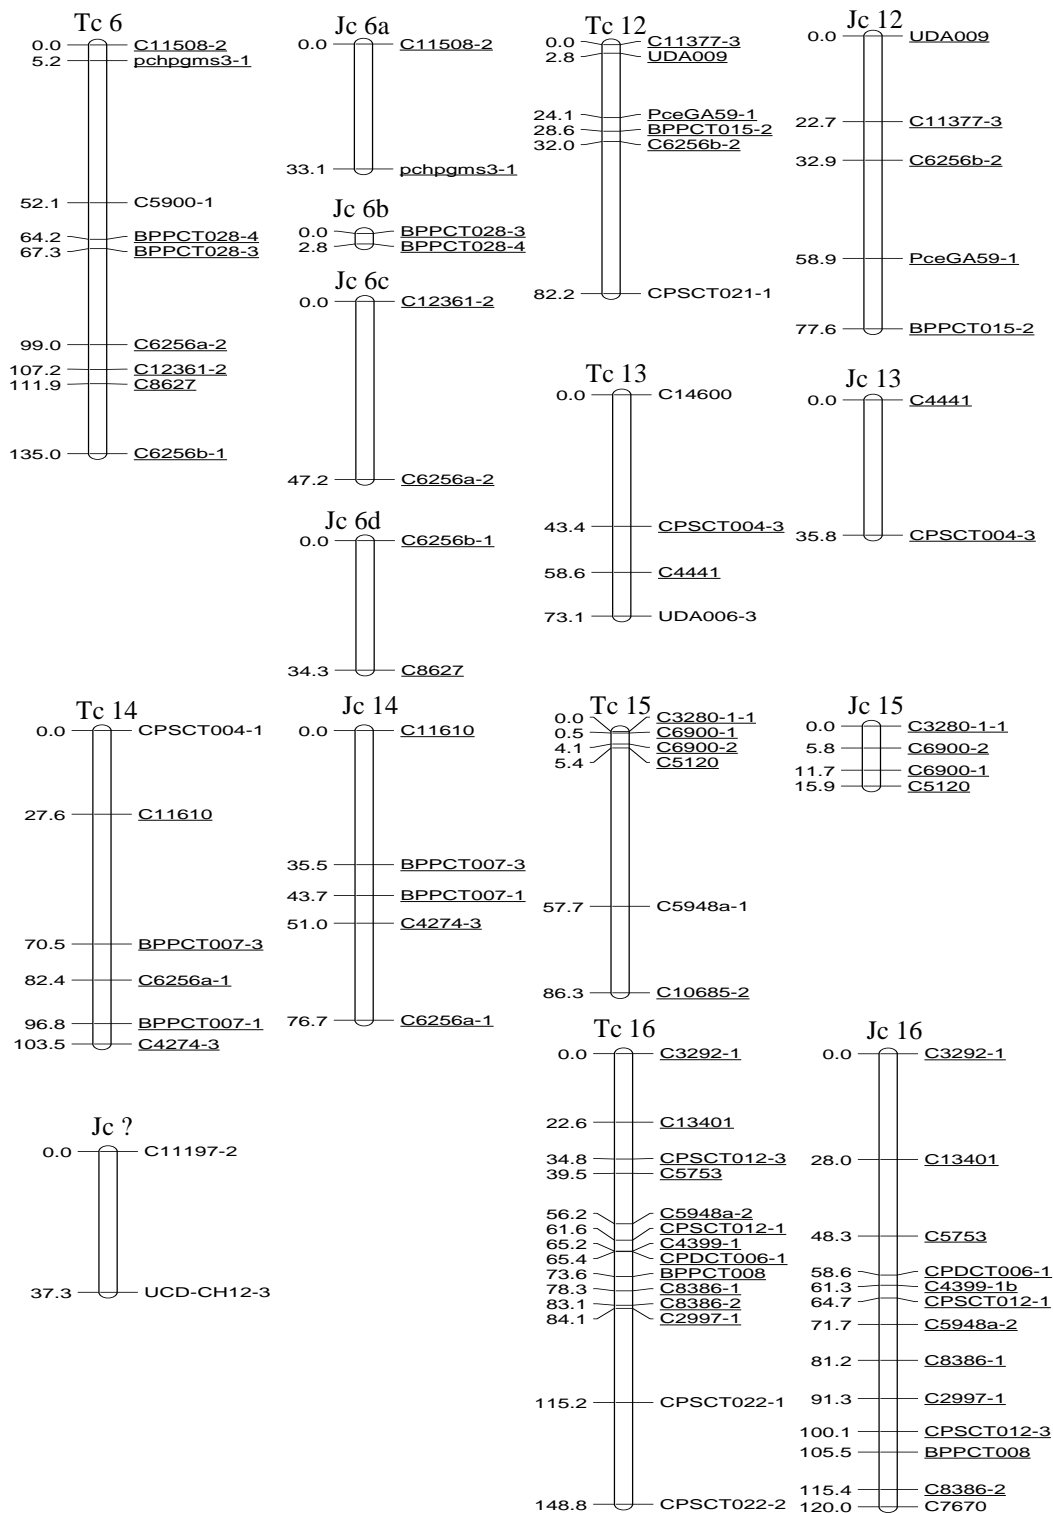 Tc 6
0.0 C11508-2
5.2 pchpgms3-1
52.1 C5900-1
64.2 BPPCT028-4
67.3 BPPCT028-3
99.0 C6256a-2
107.2 C12361-2
111.9 C8627
135.0 C6256b-1
Jc 6a
0.0 C11508-2
33.1 pchpgms3-1
Jc 6b
0.0 BPPCT028-3
2.8 BPPCT028-4
Jc 6c
0.0 C12361-2
47.2 C6256a-2
Jc 6d
0.0 C6256b-1
34.3 C8627
Tc 12
0.0 C11377-3
2.8 UDA009
24.1 PceGA59-1
28.6 BPPCT015-2
32.0 C6256b-2
82.2 CPSCT021-1
Jc 12
0.0 UDA009
22.7 C11377-3
32.9 C6256b-2
58.9 PceGA59-1
77.6 BPPCT015-2
Tc 13
0.0 C14600
43.4 CPSCT004-3
58.6 C4441
73.1 UDA006-3
Jc 13
0.0 C4441
35.8 CPSCT004-3
Tc 14
0.0 CPSCT004-1
27.6 C11610
70.5 BPPCT007-3
82.4 C6256a-1
96.8 BPPCT007-1
103.5 C4274-3
Jc 14
0.0 C11610
35.5 BPPCT007-3
43.7 BPPCT007-1
51.0 C4274-3
76.7 C6256a-1
Tc 15
0.0 C3280-1-1
0.5 C6900-1
4.1 C6900-2
5.4 C5120
57.7 C5948a-1
86.3 C10685-2
Jc 15
0.0 C3280-1-1
5.8 C6900-2
11.7 C6900-1
15.9 C5120
Jc ?
0.0 C11197-2
37.3 UCD-CH12-3
Tc 16
0.0 C3292-1
22.6 C13401
34.8 CPSCT012-3
39.5 C5753
56.2 C5948a-2
61.6 CPSCT012-1
65.2 C4399-1
65.4 CPDCT006-1
73.6 BPPCT008
78.3 C8386-1
83.1 C8386-2
84.1 C2997-1
115.2 CPSCT022-1
148.8 CPSCT022-2
Jc 16
0.0 C3292-1
28.0 C13401
48.3 C5753
58.6 CPDCT006-1
61.3 C4399-1b
64.7 CPSCT012-1
71.7 C5948a-2
81.2 C8386-1
91.3 C2997-1
100.1 CPSCT012-3
105.5 BPPCT008
115.4 C8386-2
120.0 C7670